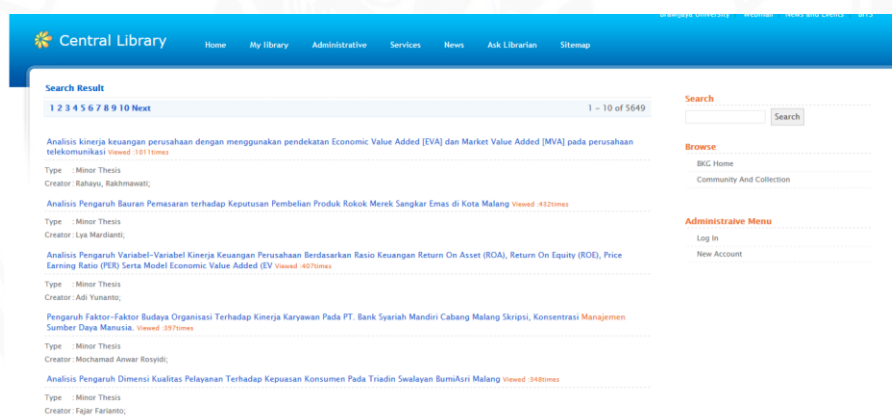 Brawijaya University Webmail News and Events BITS
Central Library
Home My library Administrative Services News Ask Librarian Sitemap
Search Result
1 2 3 4 5 6 7 8 9 10 Next 1 - 10 of 5649
Analisis kinerja keuangan perusahaan dengan menggunakan pendekatan Economic Value Added [EVA] dan Market Value Added [MVA] pada perusahaan
telekomunikasi Viewed :1011times
Type : Minor Thesis
Creator : Rahayu, Rakhmawati;
Analisis Pengaruh Bauran Pemasaran terhadap Keputusan Pembelian Produk Rokok Merek Sangkar Emas di Kota Malang Viewed :432times
Type : Minor Thesis
Creator : Lya Mardianti;
Analisis Pengaruh Variabel-Variabel Kinerja Keuangan Perusahaan Berdasarkan Rasio Keuangan Return On Asset (ROA), Return On Equity (ROE), Price
Earning Ratio (PER) Serta Model Economic Value Added (EV Viewed :407times
Type : Minor Thesis
Creator : Adi Yunanto;
Pengaruh Faktor-Faktor Budaya Organisasi Terhadap Kinerja Karyawan Pada PT. Bank Syariah Mandiri Cabang Malang Skripsi, Konsentrasi Manajemen
Sumber Daya Manusia. Viewed :397times
Type : Minor Thesis
Creator : Mochamad Anwar Rosyidi;
Analisis Pengaruh Dimensi Kualitas Pelayanan Terhadap Kepuasan Konsumen Pada Triadin Swalayan BumiAsri Malang Viewed :348times
Type : Minor Thesis
Creator : Fajar Farianto;
Search
Search
Browse
BKG Home
Community And Collection
Administraive Menu
Log In
New Account